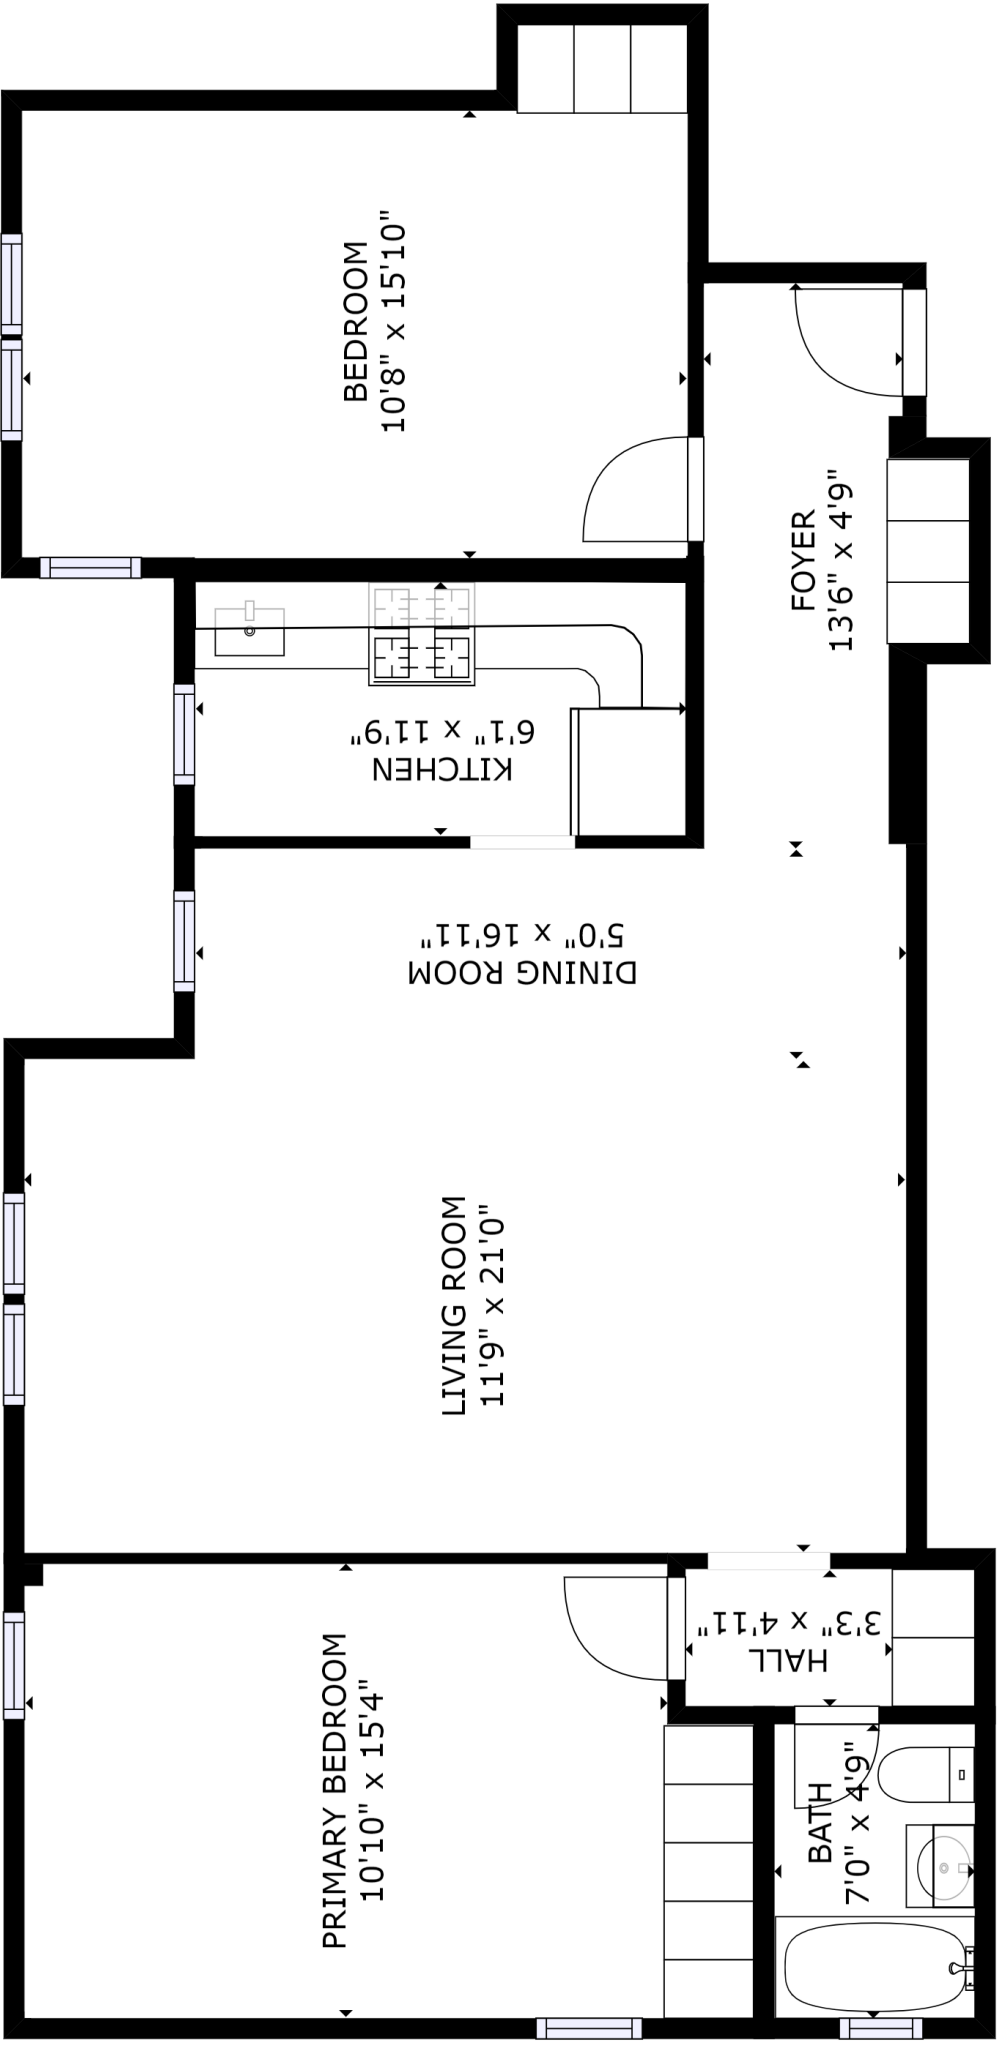 BEDROOM
10'8" x 15'10"
FOYER
13'6" x 4'9"
KITCHEN
6'1" x 11'9"
DINING ROOM
5'0" x 16'11"
LIVING ROOM
11'9" x 21'0"
HALL
3'3" x 4'11"
PRIMARY BEDROOM
10'10" x 15'4"
BATH
7'0" x 4'9"